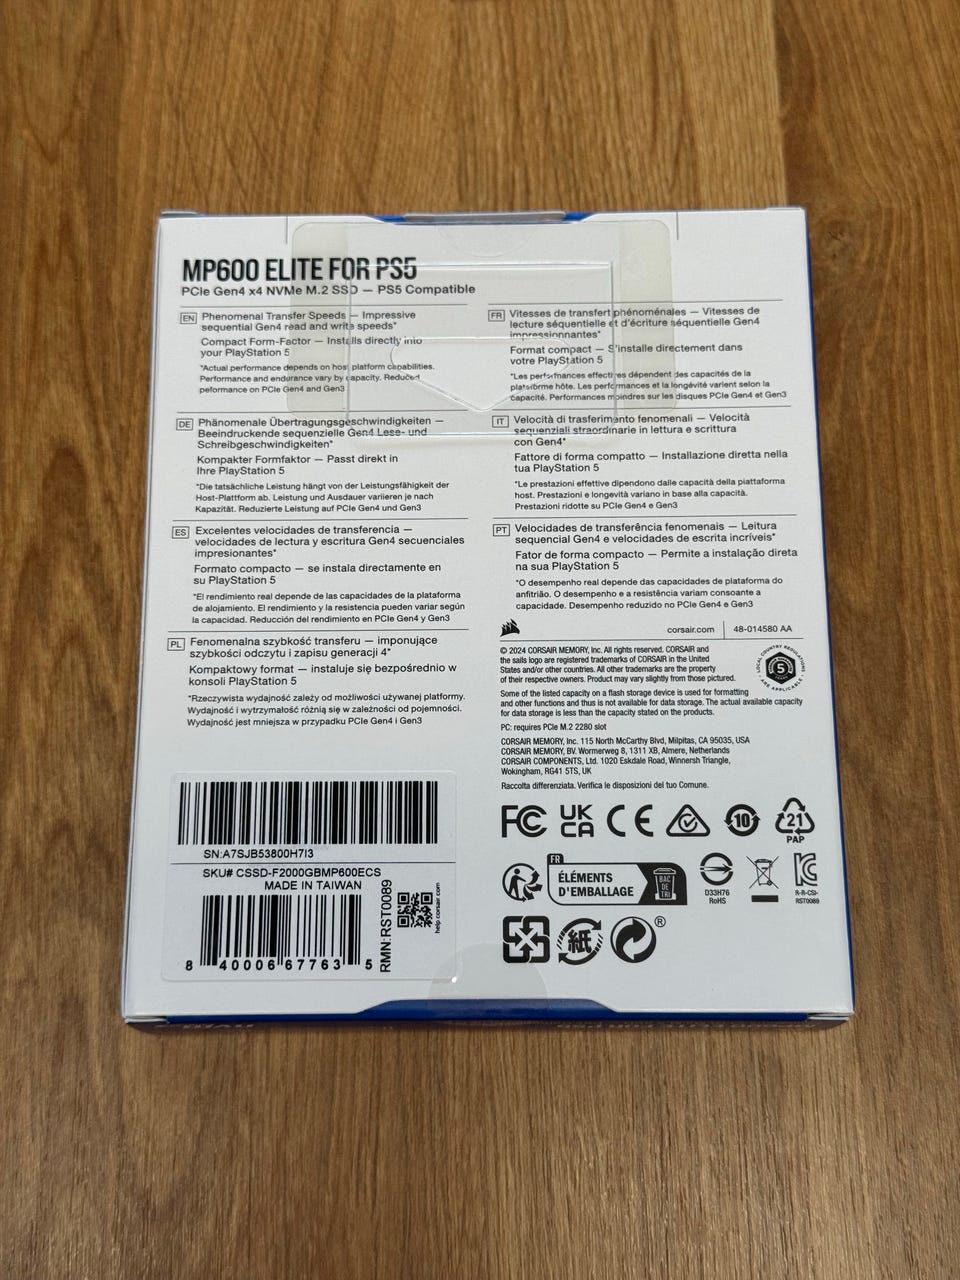 MP600 ELITE FOR PS5
PCIe Gen4 x4 NVMe M.2 SSD — PS5 Compatible
EN
Phenomenal Transfer Speeds — Impressive
sequential Gen4 read and write speeds*
Compact Form-Factor — Installs directly into
your PlayStation 5
*Actual performance depends on host platform capabilities.
Performance and endurance vary by capacity. Reduced
peformance on PCIe Gen4 and Gen3
DE
Phänomenale Übertragungsgeschwindigkeiten —
Beeindruckende sequenzielle Gen4 Lese- und
Schreibgeschwindigkeiten*
Kompakter Formfaktor — Passt direkt in
Ihre PlayStation 5
*Die tatsächliche Leistung hängt von der Leistungsfähigkeit der
Host-Plattform ab. Leistung und Ausdauer variieren je nach
Kapazität. Reduzierte Leistung auf PCIe Gen4 und Gen3
ES
Excelentes velocidades de transferencia —
velocidades de lectura y escritura Gen4 secuenciales
impresionantes*
Formato compacto — se instala directamente en
su PlayStation 5
*El rendimiento real depende de las capacidades de la plataforma
de alojamiento. El rendimiento y la resistencia pueden variar según
la capacidad. Reducción del rendimiento en PCIe Gen4 y Gen3
PL
Fenomenalna szybkość transferu — imponujące
szybkości odczytu i zapisu generacji 4*
Kompaktowy format — instaluje się bezpośrednio w
konsoli PlayStation 5
*Rzeczywista wydajność zależy od możliwości używanej platformy.
Wydajność i wytrzymałość różnią się w zależności od pojemności.
Wydajność jest mniejsza w przypadku PCIe Gen4 i Gen3
FR
Vitesses de transfert phénoménales — Vitesses de
lecture séquentielle et d'écriture séquentielle Gen4
impressionnantes*
Format compact — S'installe directement dans
votre PlayStation 5
*Les performances effectives dépendent des capacités de la
plateforme hôte. Les performances et la longévité varient selon la
capacité. Performances moindres sur les disques PCIe Gen4 et Gen3
IT
Velocità di trasferimento fenomenali — Velocità
sequenziali straordinarie in lettura e scrittura
con Gen4*
Fattore di forma compatto — Installazione diretta nella
tua PlayStation 5
*Le prestazioni effettive dipendono dalle capacità della piattaforma
host. Prestazioni e longevità variano in base alla capacità.
Prestazioni ridotte su PCIe Gen4 e Gen3
PT
Velocidades de transferência fenomenais — Leitura
sequencial Gen4 e velocidades de escrita incríveis*
Fator de forma compacto — Permite a instalação direta
na sua PlayStation 5
*O desempenho real depende das capacidades de plataforma do
anfitrião. O desempenho e a resistência variam consoante a
capacidade. Desempenho reduzido no PCIe Gen4 e Gen3
corsair.com 48-014580 AA
© 2024 CORSAIR MEMORY, Inc. All rights reserved. CORSAIR and
the sails logo are registered trademarks of CORSAIR in the United
States and/or other countries. All other trademarks are the property
of their respective owners. Product may vary slightly from those pictured.
LOCAL COUNTRY REGULATIONS
5
YEARS
ARE APPLICABLE
Some of the listed capacity on a flash storage device is used for formatting
and other functions and thus is not available for data storage. The actual available capacity
for data storage is less than the capacity stated on the products.
PC: requires PCIe M.2 2280 slot
CORSAIR MEMORY, Inc. 115 North McCarthy Blvd, Milpitas, CA 95035, USA
CORSAIR MEMORY, BV. Wormerweg 8, 1311 XB, Almere, Netherlands
CORSAIR COMPONENTS, Ltd. 1020 Eskdale Road, Winnersh Triangle,
Wokingham, RG41 5TS, UK
Raccolta differenziata. Verifica le disposizioni del tuo Comune.
FC UK CA CE 10 21
PAP
FR
ÉLÉMENTS
D'EMBALLAGE
BAC
DE
TRI
D33H76
RoHS
R-R-CSI-
RST0089
紙
®
SN:A7SJB53800H7I3
SKU# CSSD-F2000GBMP600ECS
MADE IN TAIWAN
8 40006 67763 5
RMN:RST0089
help.corsair.com